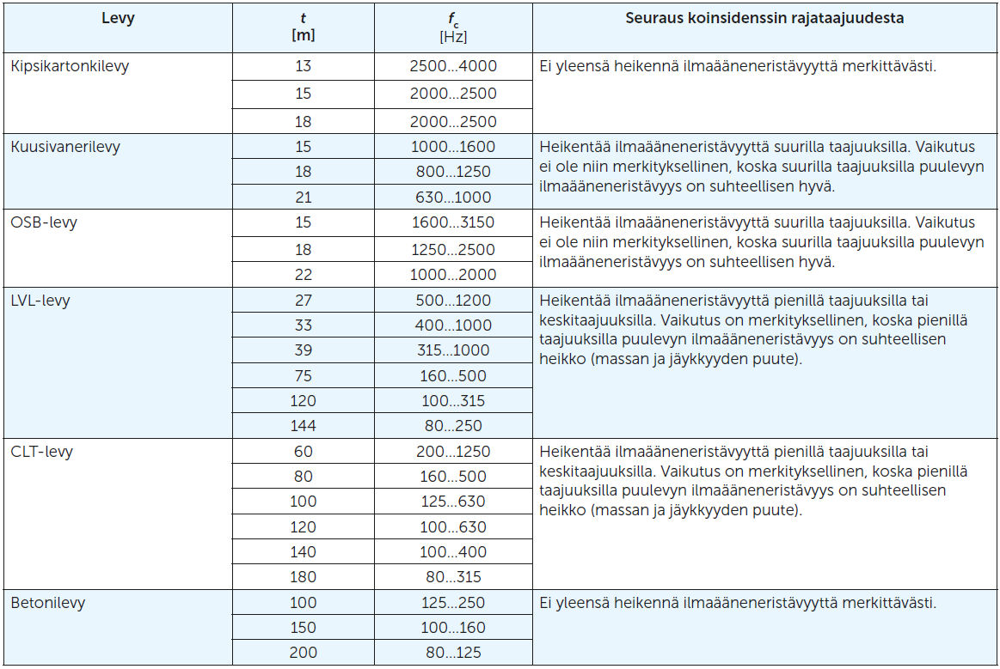 Levy t fc Seuraus koinsidenssin rajataajuudesta
[m] [Hz]
Kipsikartonkilevy 13 2500...4000 Ei yleensä heikennä ilmaääneneristävyyttä merkittävästi.
15 2000...2500
18 2000...2500
Kuusivanerilevy 15 1000...1600 Heikentää ilmaääneneristävyyttä suurilla taajuuksilla. Vaikutus
18 800...1250 ei ole niin merkityksellinen, koska suurilla taajuuksilla puulevyn
21 630...1000 ilmaääneneristävyys on suhteellisen hyvä.
OSB-levy 15 1600...3150 Heikentää ilmaääneneristävyyttä suurilla taajuuksilla. Vaikutus
18 1250...2500 ei ole niin merkityksellinen, koska suurilla taajuuksilla puulevyn
22 1000...2000 ilmaääneneristävyys on suhteellisen hyvä.
LVL-levy 27 500...1200 Heikentää ilmaääneneristävyyttä pienillä taajuuksilla tai
33 400...1000 keskitaajuuksilla. Vaikutus on merkityksellinen, koska pienillä
39 315...1000 taajuuksilla puulevyn ilmaääneneristävyys on suhteellisen
75 160...500 heikko (massan ja jäykkyyden puute).
120 100...315
144 80...250
CLT-levy 60 200...1250 Heikentää ilmaääneneristävyyttä pienillä taajuuksilla tai
80 160...500 keskitaajuuksilla. Vaikutus on merkityksellinen, koska pienillä
100 125...630 taajuuksilla puulevyn ilmaääneneristävyys on suhteellisen
120 100...630 heikko (massan ja jäykkyyden puute).
140 100...400
180 80...315
Betonilevy 100 125...250 Ei yleensä heikennä ilmaääneneristävyyttä merkittävästi.
150 100...160
200 80...125